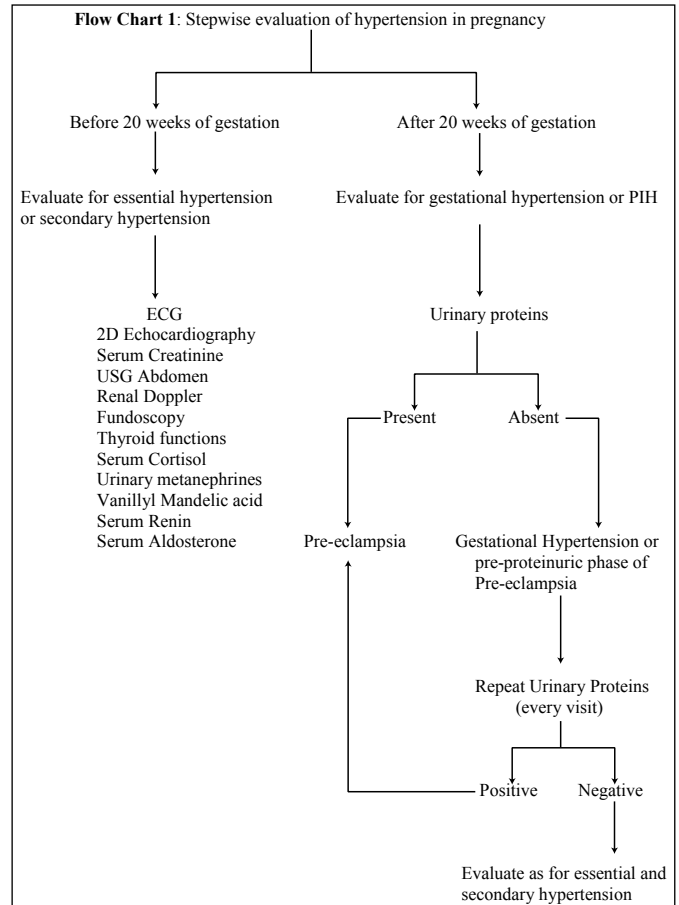 Flow Chart 1: Stepwise evaluation of hypertension in pregnancy
Before 20 weeks of gestation
After 20 weeks of gestation
Evaluate for essential hypertension
or secondary hypertension
Evaluate for gestational hypertension or PIH
ECG
2D Echocardiography
Serum Creatinine
USG Abdomen
Renal Doppler
Fundoscopy
Thyroid functions
Serum Cortisol
Urinary metanephrines
Vanillyl Mandelic acid
Serum Renin
Serum Aldosterone
Urinary proteins
Present
Absent
Pre-eclampsia
Gestational Hypertension or
pre-proteinuric phase of
Pre-eclampsia
Repeat Urinary Proteins
(every visit)
Positive
Negative
Evaluate as for essential and
secondary hypertension